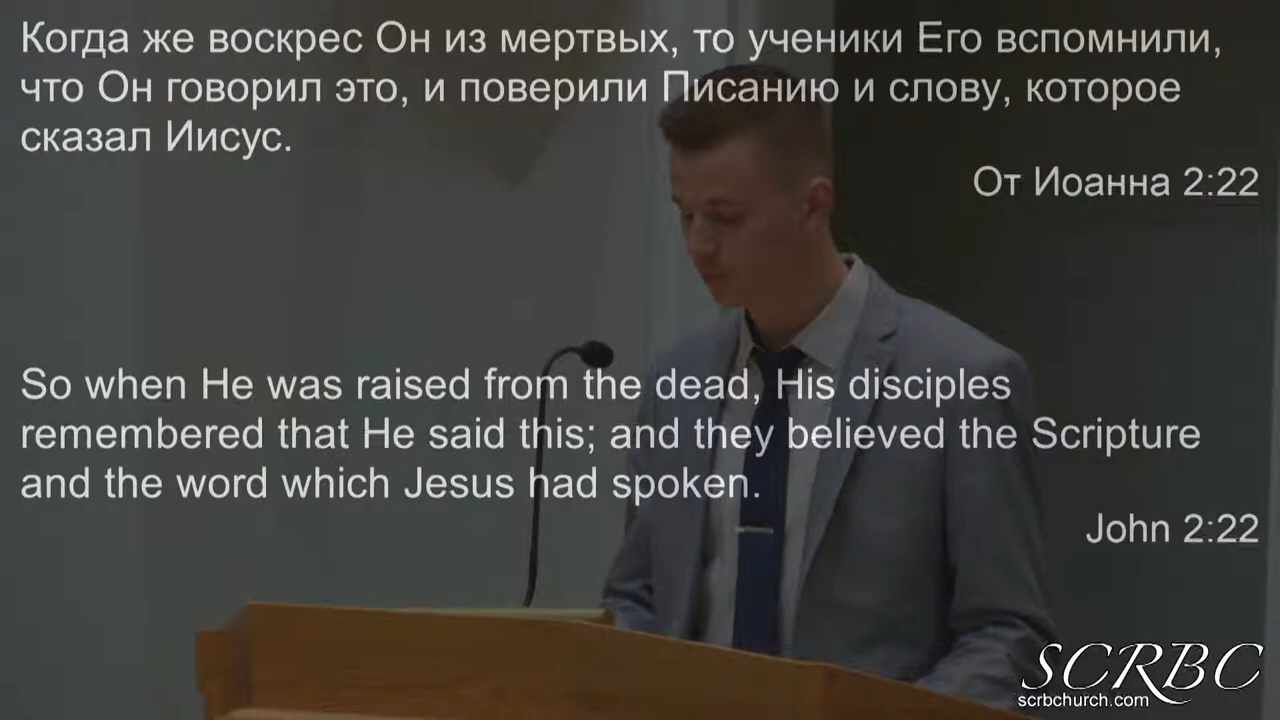 Когда же воскрес Он из мертвых, то ученики Его вспомнили,
что Он говорил это, и поверили Писанию и слову, которое
сказал Иисус.
От Иоанна 2:22
So when He was raised from the dead, His disciples
remembered that He said this; and they believed the Scripture
and the word which Jesus had spoken.
John 2:22
SCRBC
scrbchurch.com